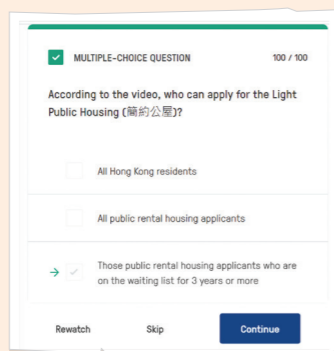 MULTIPLE-CHOICE QUESTION
100 / 100
According to the video, who can apply for the Light
Public Housing (簡約公屋)?
All Hong Kong residents
All public rental housing applicants
Those public rental housing applicants who are
on the waiting list for 3 years or more
Rewatch
Skip
Continue